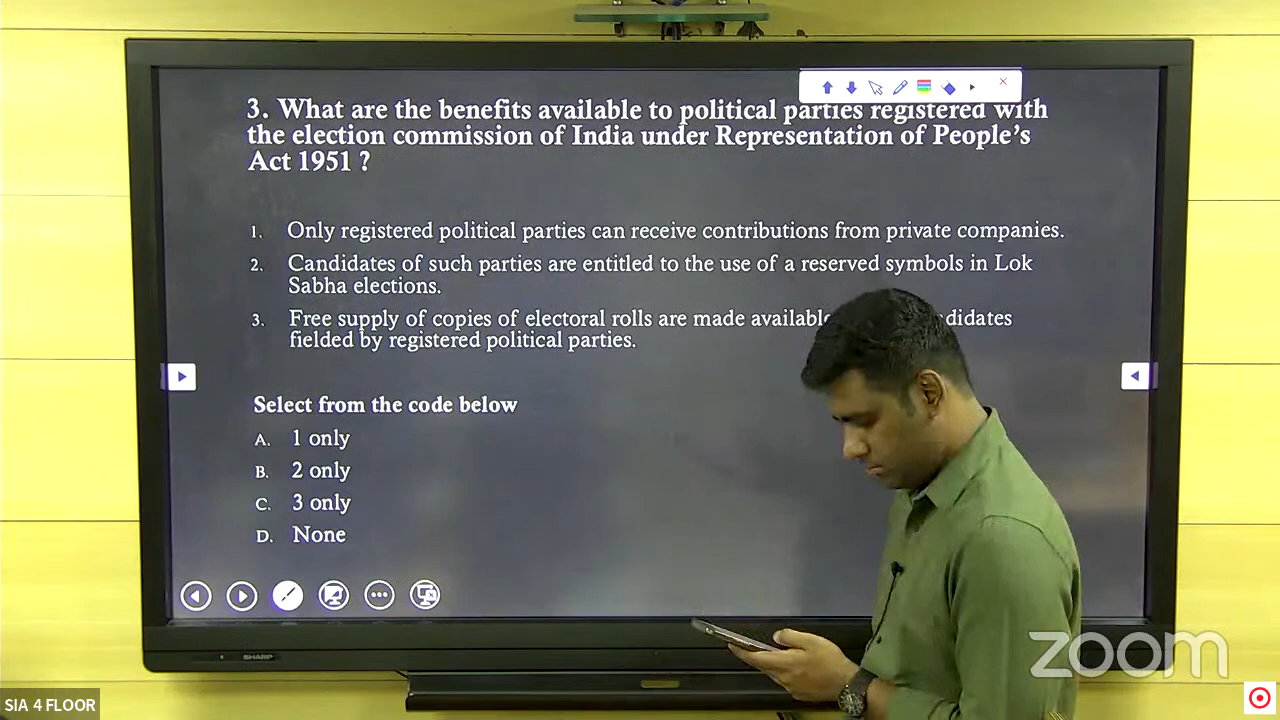 3. What are the benefits available to political parties registered with
the election commission of India under Representation of People's
Act 1951 ?
1. Only registered political parties can receive contributions from private companies.
2. Candidates of such parties are entitled to the use of a reserved symbols in Lok
Sabha elections.
3. Free supply of copies of electoral rolls are made
fielded by registered political parties.
Select from the code below
A. 1 only
B. 2 only
C. 3 only
D. None
SHARP
zoom
SIA 4 FLOOR